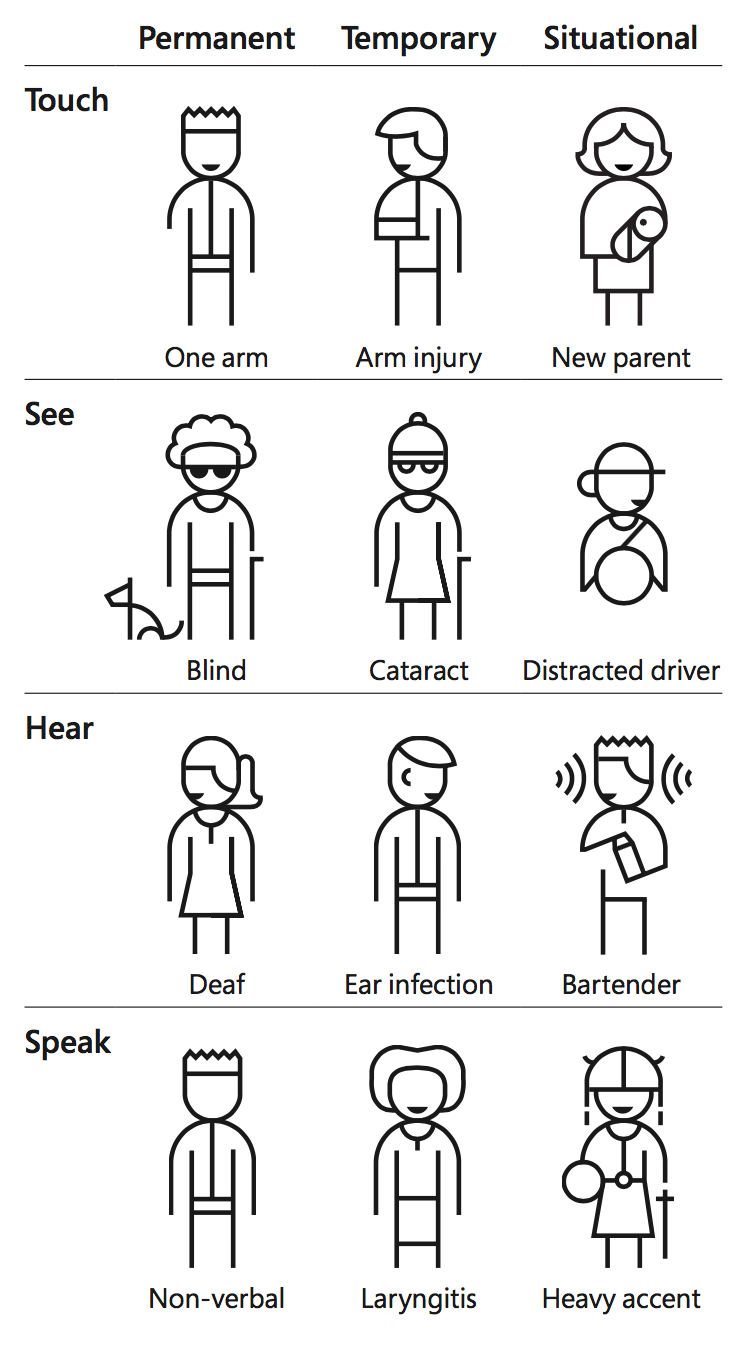 Permanent Temporary Situational
Touch
One arm Arm injury New parent
See
Blind Cataract Distracted driver
Hear
Deaf Ear infection Bartender
Speak
Non-verbal Laryngitis Heavy accent